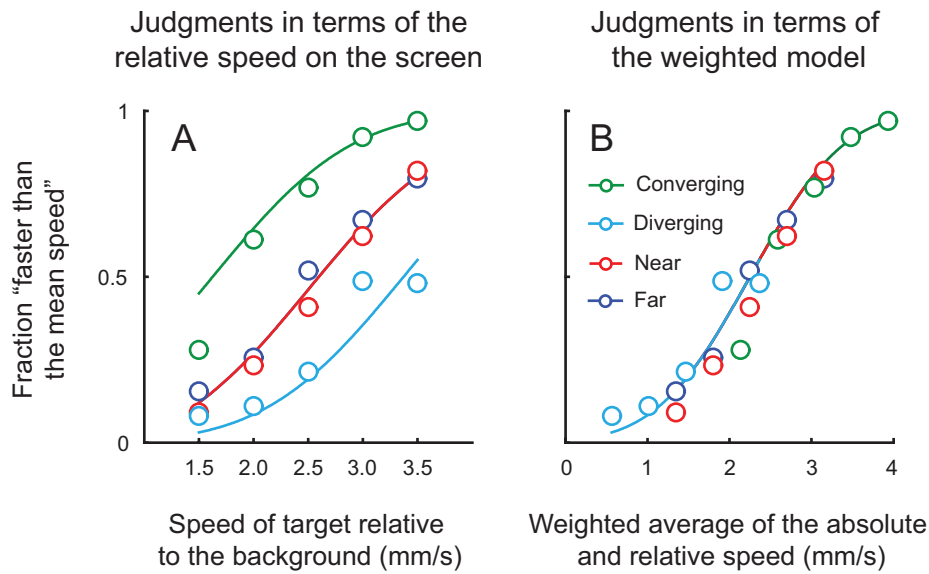 Judgments in terms of the
relative speed on the screen
Judgments in terms of
the weighted model
Fraction “faster than
the mean speed”
A
1
0.5
0
1.5 2.0 2.5 3.0 3.5
Speed of target relative
to the background (mm/s)
B
Converging
Diverging
Near
Far
0 1 2 3 4
Weighted average of the absolute
and relative speed (mm/s)